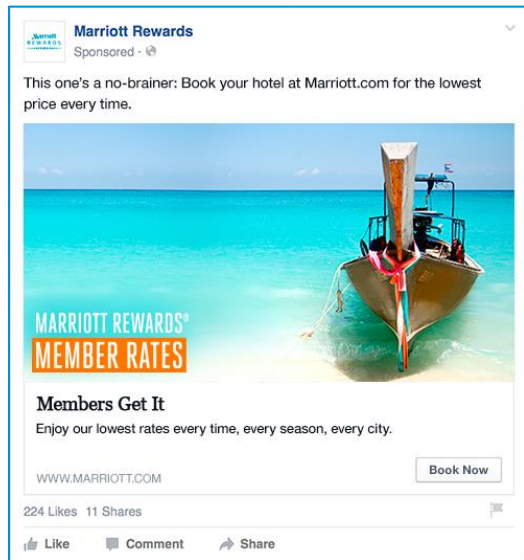 Marriott
REWARDS
Marriott Rewards
Sponsored ·
This one's a no-brainer: Book your hotel at Marriott.com for the lowest
price every time.
MARRIOTT REWARDS®
MEMBER RATES
Members Get It
Enjoy our lowest rates every time, every season, every city.
WWW.MARRIOTT.COM
Book Now
224 Likes 11 Shares
Like Comment Share